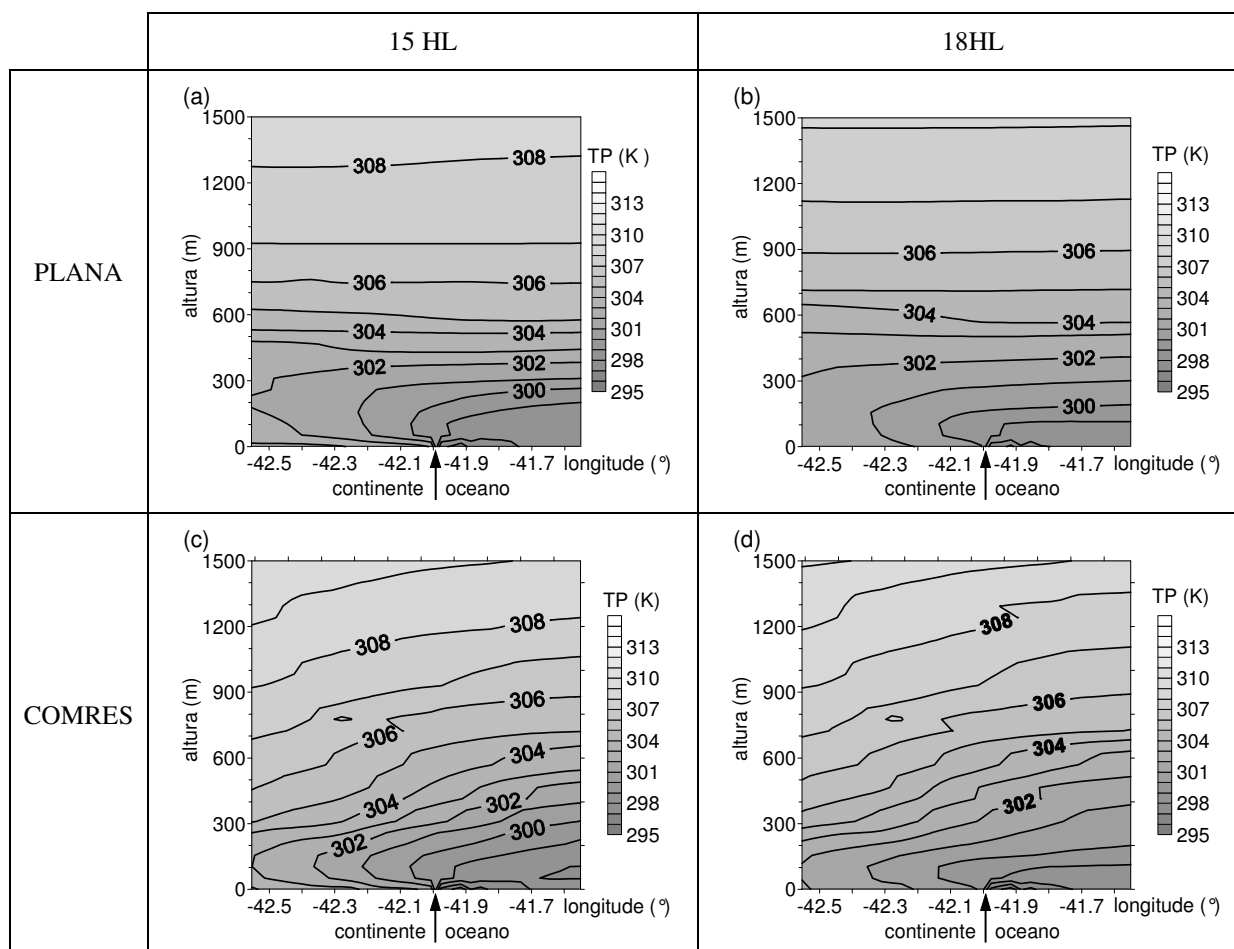 15 HL
18HL
PLANA
(a)
altura (m)
1500
1200
900
600
300
0
308 308
306 306
304 304
302 302
300
TP (K )
313
310
307
304
301
298
295
-42.5 -42.3 -42.1 -41.9 -41.7 longitude (°)
continente oceano
(b)
altura (m)
1500
1200
900
600
300
0
306 306
304 304
302 302
300
TP (K)
313
310
307
304
301
298
295
-42.5 -42.3 -42.1 -41.9 -41.7 longitude (°)
continente oceano
COMRES
(c)
altura (m)
1500
1200
900
600
300
0
308 308
306 306
304 304
302 302
300
TP (K)
313
310
307
304
301
298
295
-42.5 -42.3 -42.1 -41.9 -41.7 longitude (°)
continente oceano
(d)
altura (m)
1500
1200
900
600
300
0
308
306
304
302
TP (K)
313
310
307
304
301
298
295
-42.5 -42.3 -42.1 -41.9 -41.7 longitude (°)
continente oceano